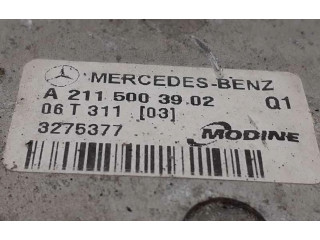 MERCEDES-BENZ
A 211 500 39.02 Q1
06 T 311 [03]
3275377 MODINE